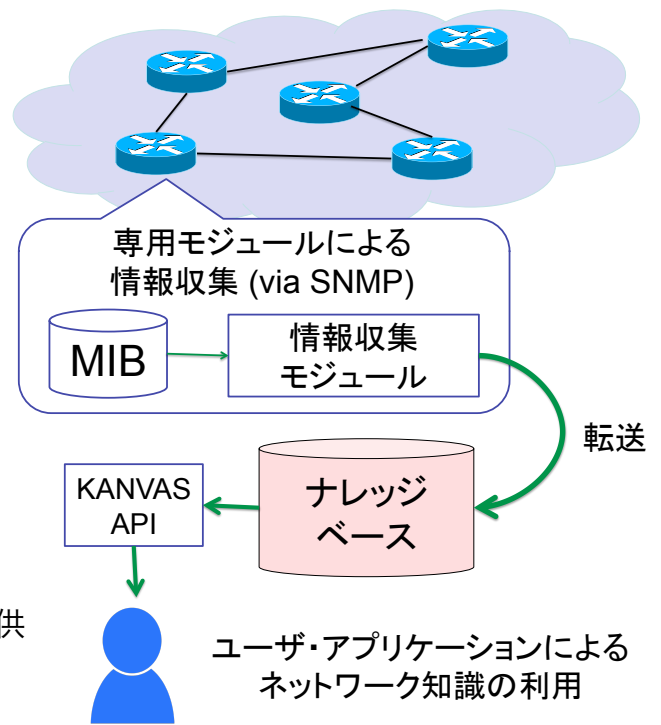 専用モジュールによる
情報収集 (via SNMP)
MIB
情報収集
モジュール
転送
ナレッジ
ベース
KANVAS
API
供
ユーザ・アプリケーションによる
ネットワーク知識の利用